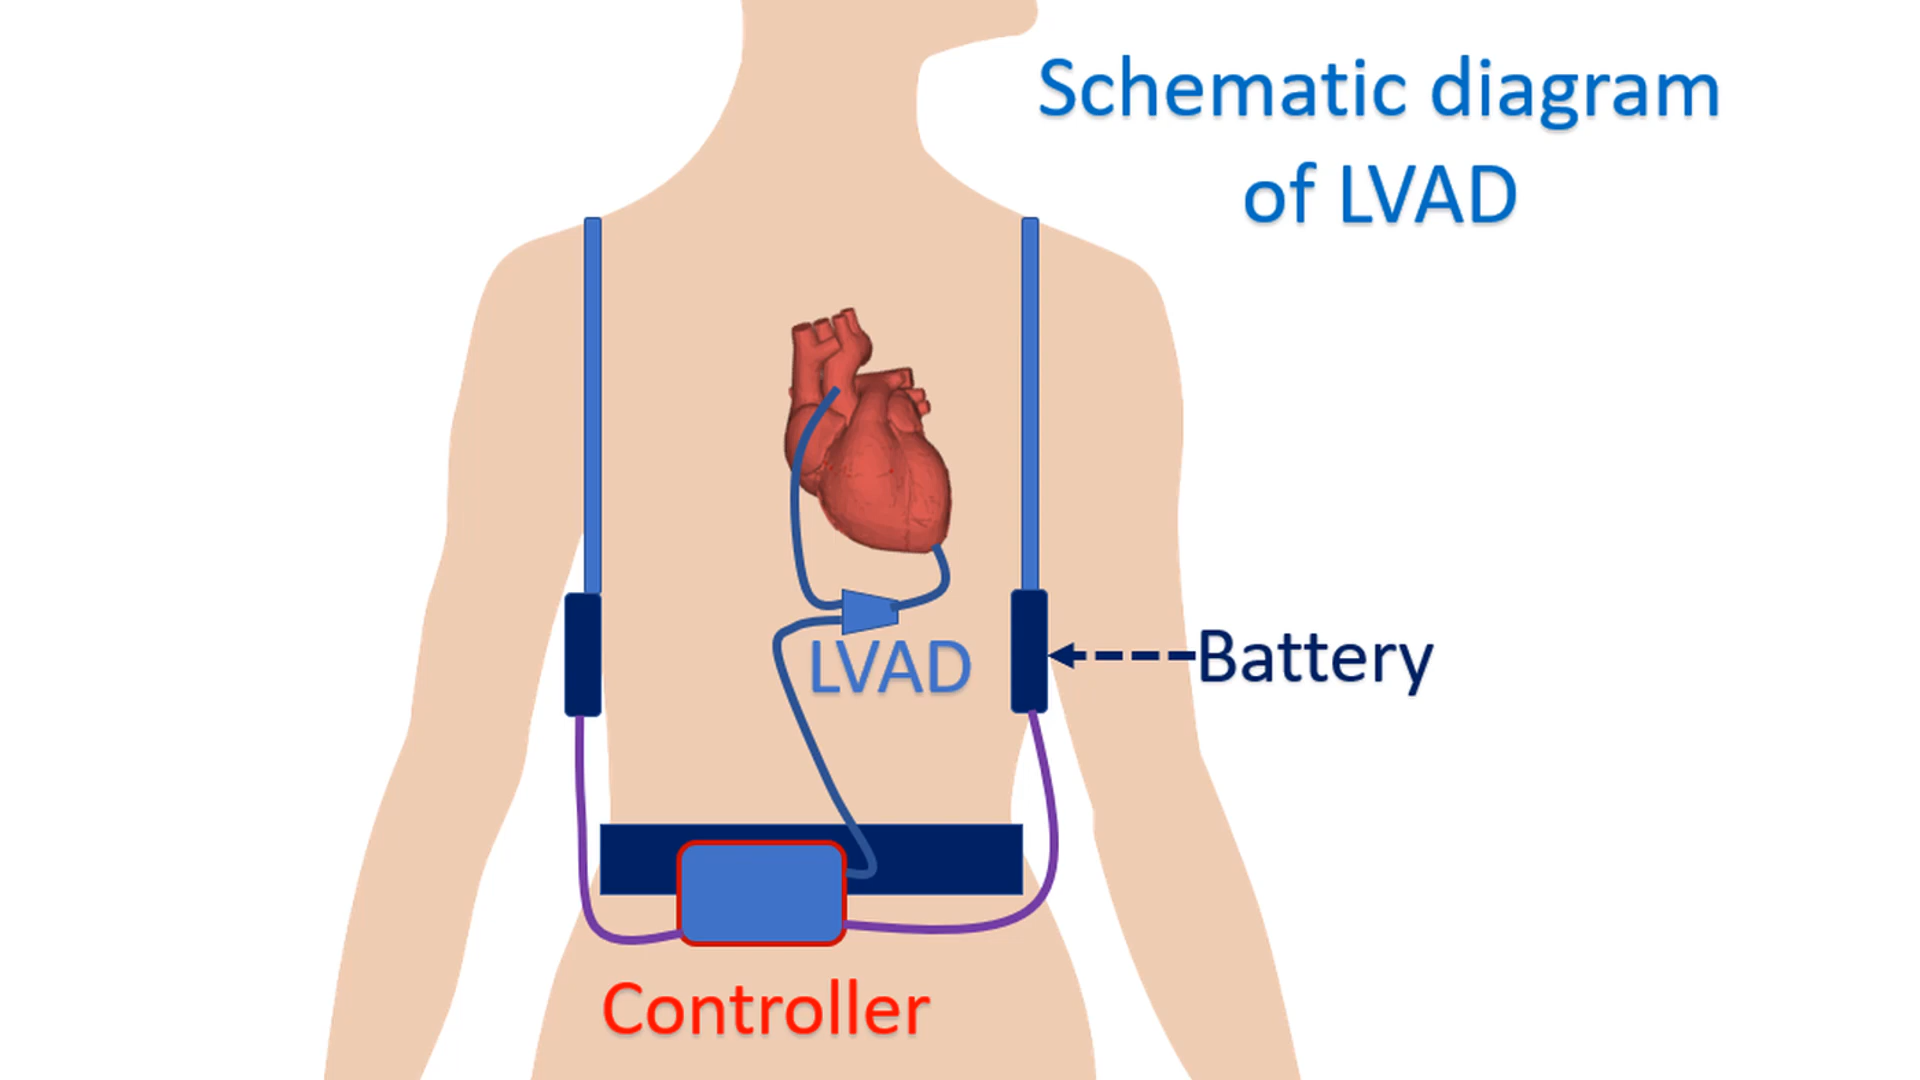 Schematic diagram
of LVAD
LVAD
Battery
Controller